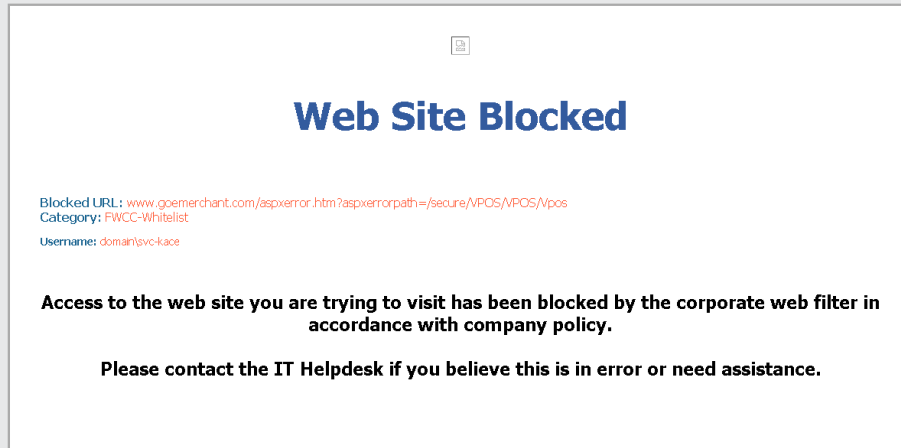 Web Site Blocked
Blocked URL: www.goemerchant.com/aspxerror.htm?aspxerrorpath=/secure/VPOS/VPOS/Vpos
Category: FWCC-Whitelist
Username: domain\svc-kace
Access to the web site you are trying to visit has been blocked by the corporate web filter in
accordance with company policy.
Please contact the IT Helpdesk if you believe this is in error or need assistance.